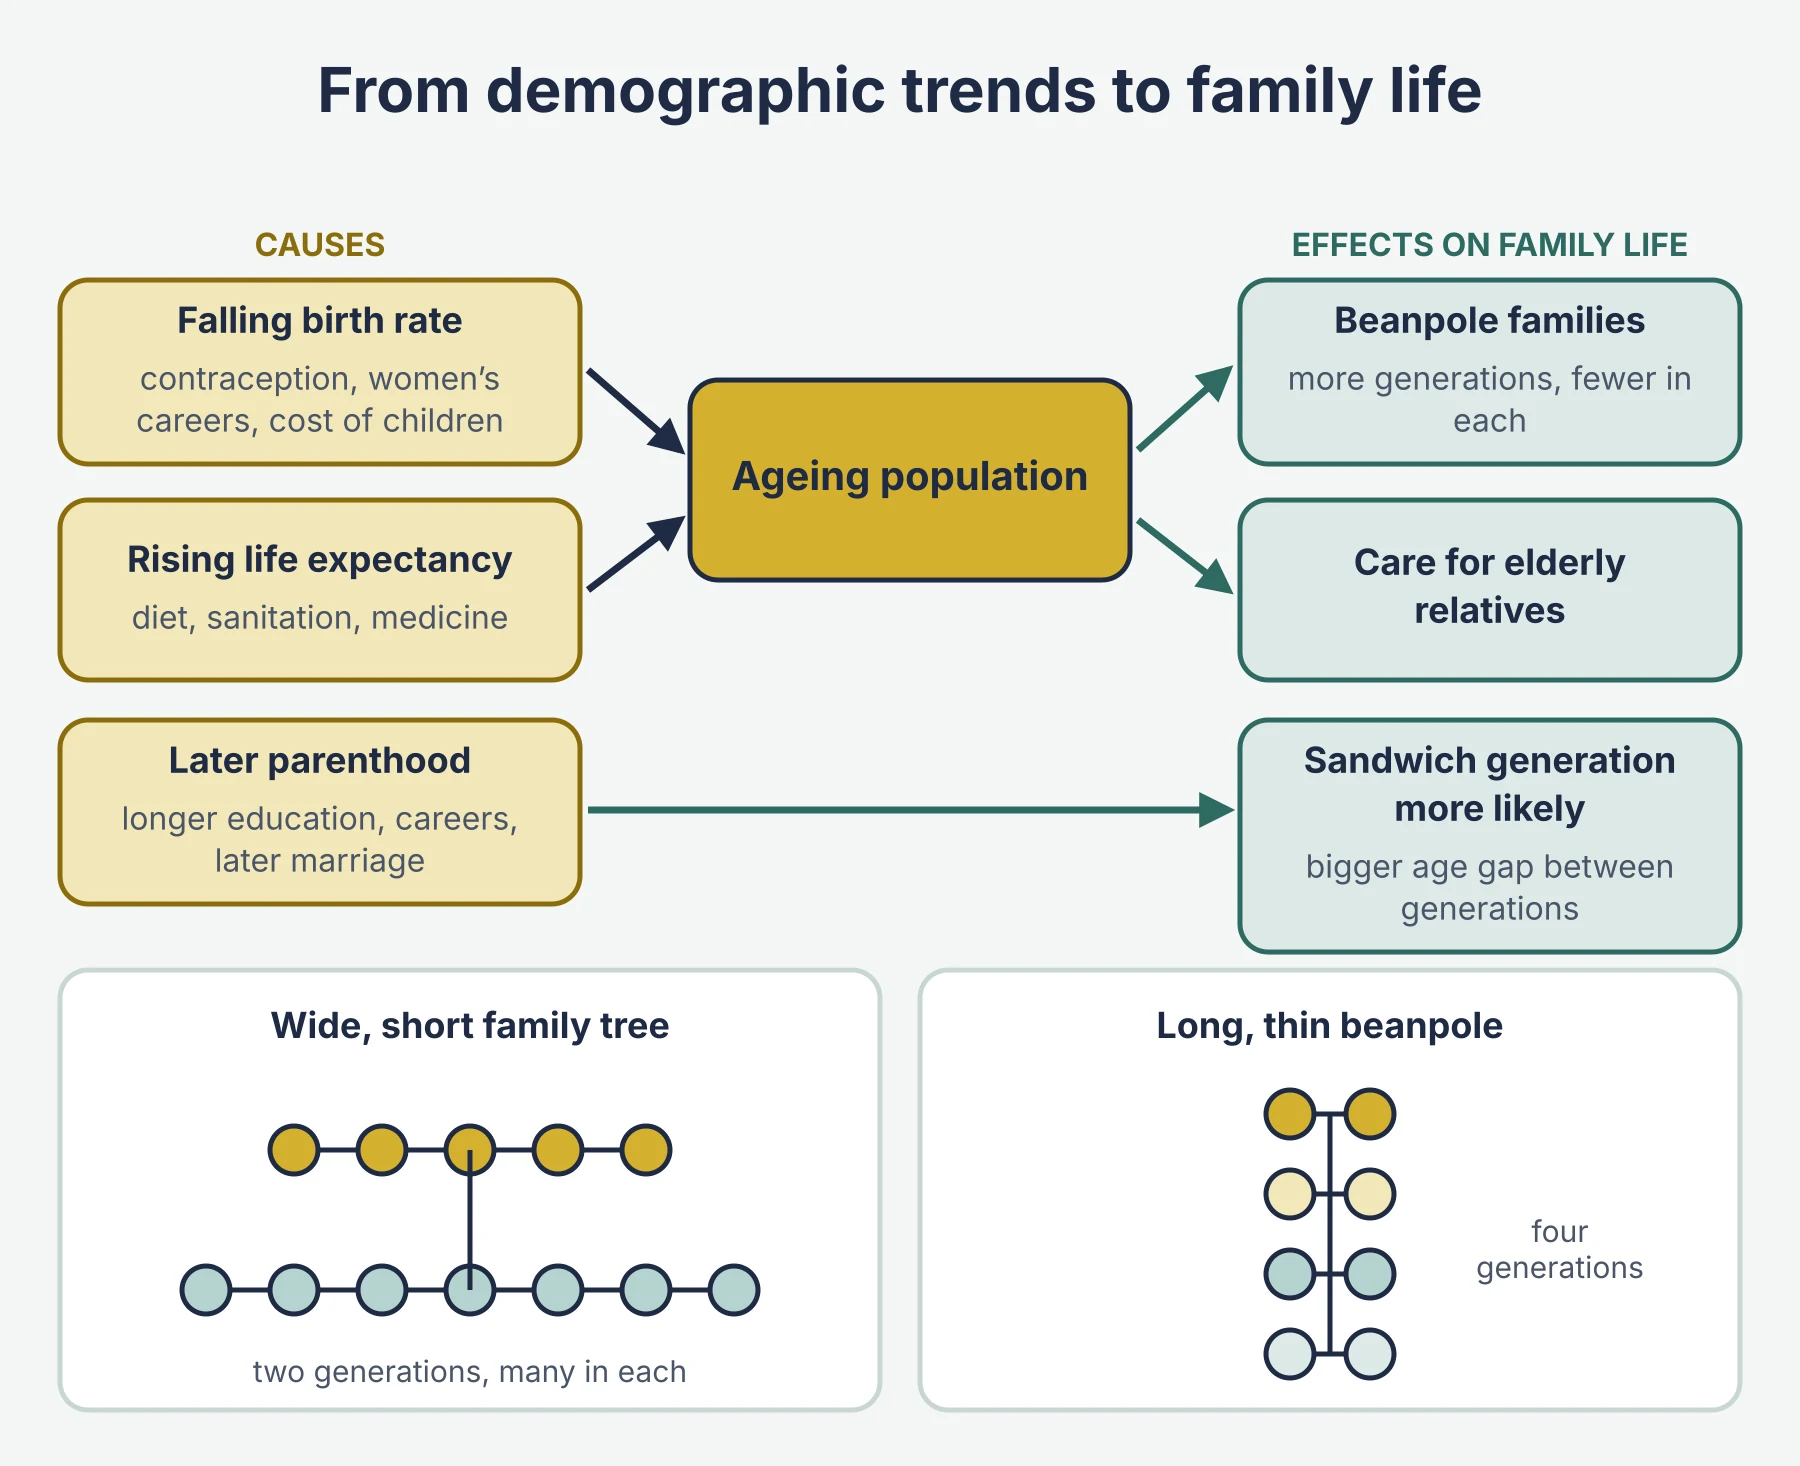 From demographic trends to family life
CAUSES
Falling birth rate
contraception, women’s
careers, cost of children
Rising life expectancy
diet, sanitation, medicine
Later parenthood
longer education, careers,
later marriage
Ageing population
EFFECTS ON FAMILY LIFE
Beanpole families
more generations, fewer in
each
Care for elderly
relatives
Sandwich generation
more likely
bigger age gap between
generations
Wide, short family tree
two generations, many in each
Long, thin beanpole
four
generations